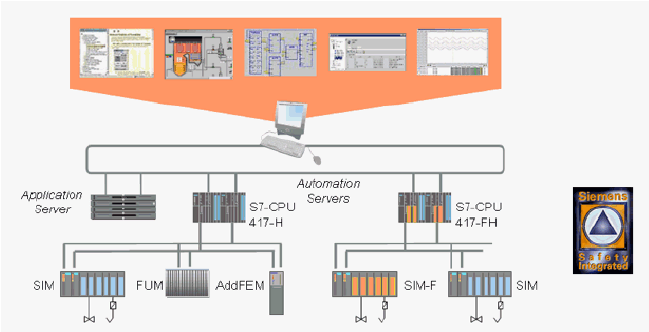 Application
Server
S7-CPU
417-H
Automation
Servers
S7-CPU
417-FH
SIM
FUM
AddFEM
SIM-F
SIM
Siemens
Safety
Integrated